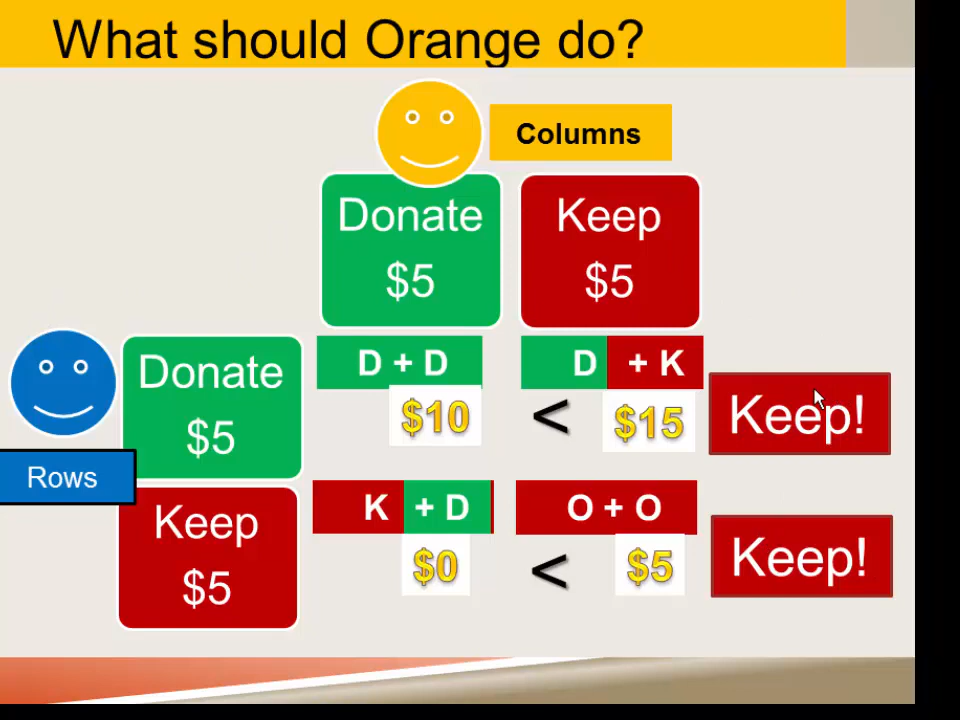 What should Orange do?
Columns
Donate
$5
Keep
$5
Donate
$5
D + D
D + K
$10
<
$15
Keep!
Rows
Keep
$5
K + D
O + O
$0
<
$5
Keep!